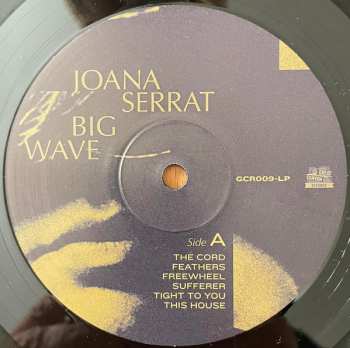 JOANA
SERRAT
BIG
WAVE
GCR009-LP
Side A
THE CORD
FEATHERS
FREEWHEEL
SUFFERER
TIGHT TO YOU
THIS HOUSE